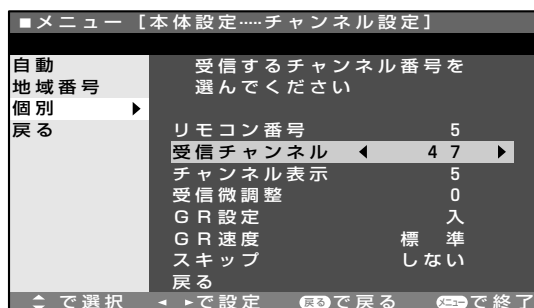 ■メニュー [本体設定……チャンネル設定]
自動
地域番号
個別 ▶
戻る
受信するチャンネル番号を
選んでください
リモコン番号 5
受信チャンネル ◀ 47 ▶
チャンネル表示 5
受信微調整 0
GR設定 入
GR速度 標準
スキップ しない
戻る
で選択 ◀ ▶で設定 戻るで戻る メニューで終了